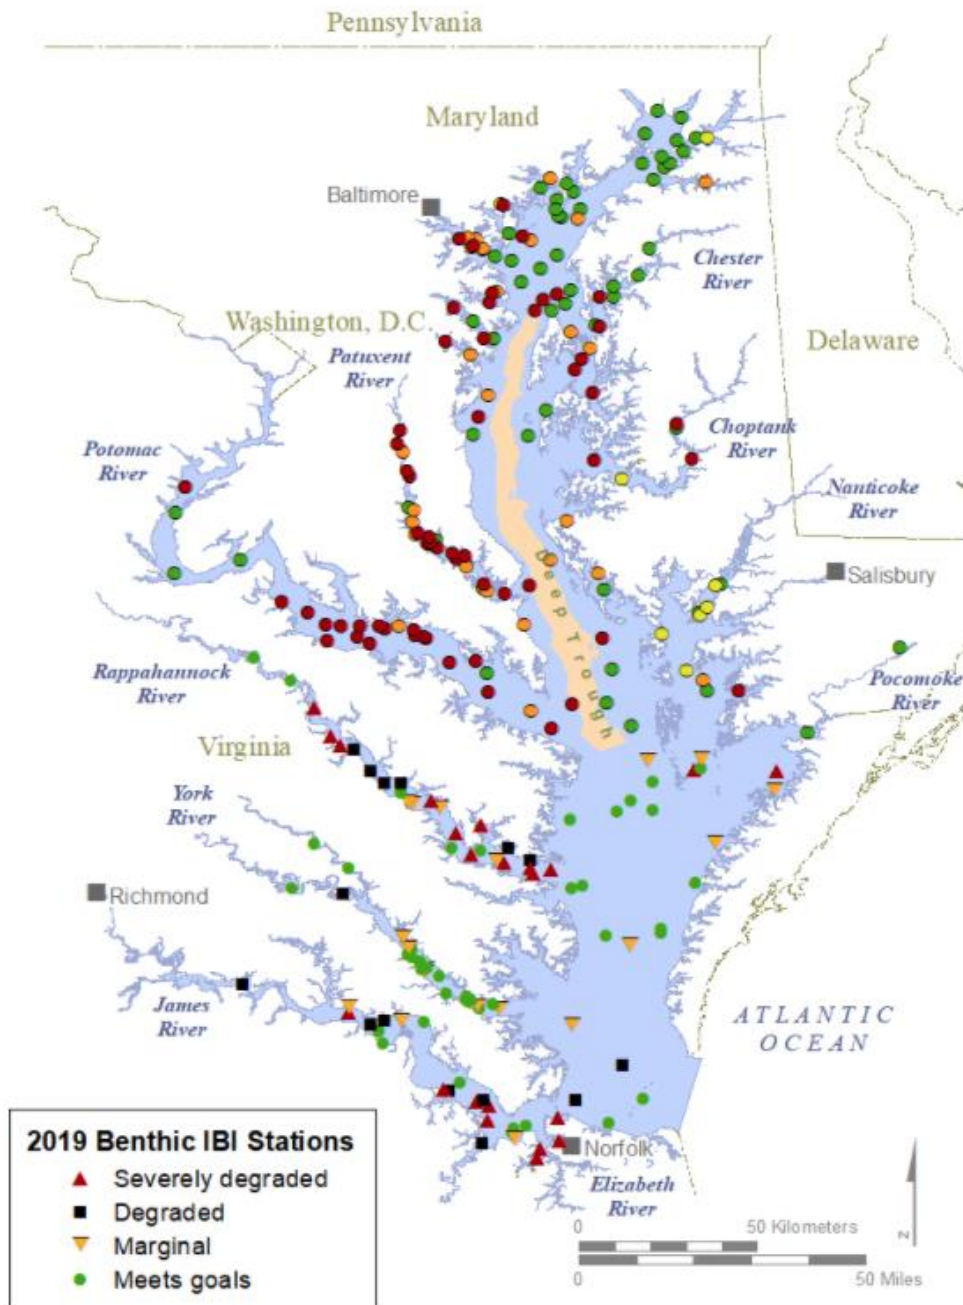 Pennsylvania
Maryland
Baltimore
Chester
River
Washington, D.C.
Delaware
Patuxent
River
Choptank
River
Potomac
River
Nanticoke
River
Salisbury
Deep Trough
Rappahannock
River
Pocomoke
River
Virginia
York
River
Richmond
James
River
ATLANTIC
OCEAN
Norfolk
Elizabeth
River
2019 Benthic IBI Stations
Severely degraded
Degraded
Marginal
Meets goals
N
0 50 Kilometers
0 50 Miles